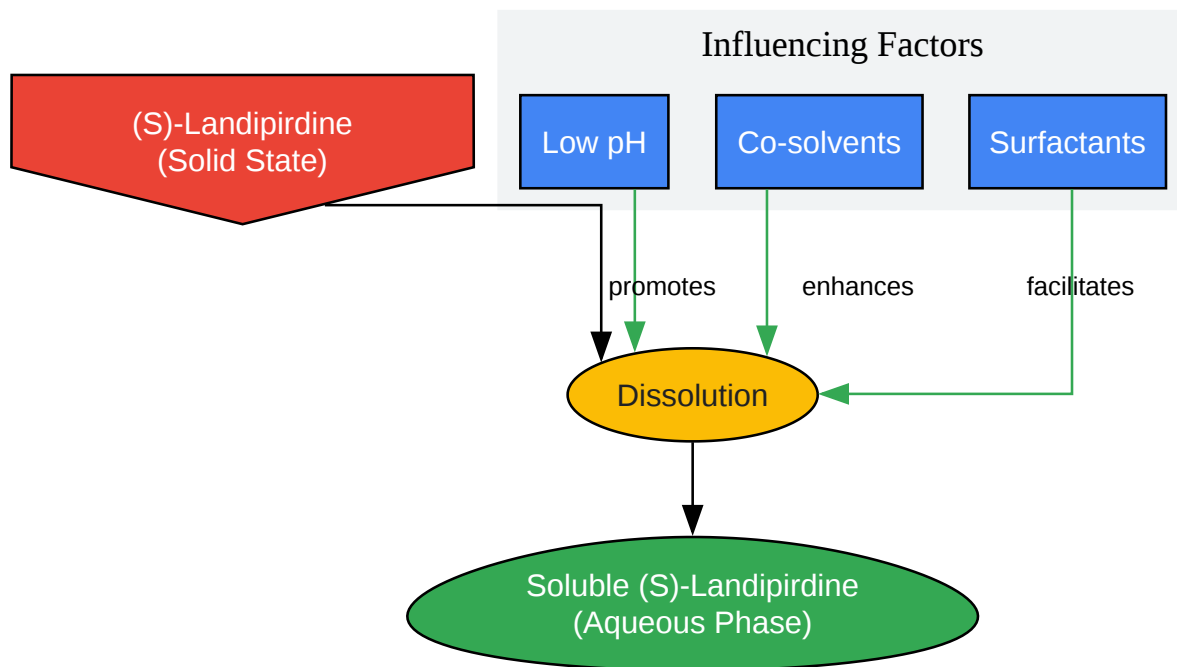 Influencing Factors
(S)-Landipirdine
(Solid State)
Low pH
Co-solvents
Surfactants
promotes
enhances
facilitates
Dissolution
Soluble (S)-Landipirdine
(Aqueous Phase)